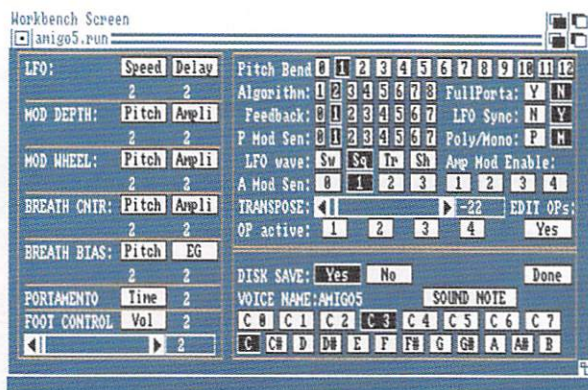 Workbench Screen
amigo5.run
LFO: Speed Delay
2 2
MOD DEPTH: Pitch Ampli
2 2
MOD WHEEL: Pitch Ampli
2 2
BREATH CNTR: Pitch Ampli
2 2
BREATH BIAS: Pitch EG
2 2
PORTAMENTO Time 2
FOOT CONTROL Vol 2
2
Pitch Bend 0 1 2 3 4 5 6 7 8 9 10 11 12
Algorithm: 1 2 3 4 5 6 7 8 FullPorta: Y N
Feedback: 0 1 2 3 4 5 6 7 LFO Sync: N Y
P Mod Sen: 0 1 2 3 4 5 6 7 Poly/Mono: P M
LFO wave: Sw Sq Tr Sh Amp Mod Enable:
A Mod Sen: 0 1 2 3 1 2 3 4
TRANSPOSE: -22 EDIT OPs:
OP active: 1 2 3 4 Yes
DISK SAVE: Yes No Done
VOICE NAME:AMIGO5 SOUND NOTE
C 0 C 1 C 2 C 3 C 4 C 5 C 6 C 7
C C# D D# E F F# G G# A A# B